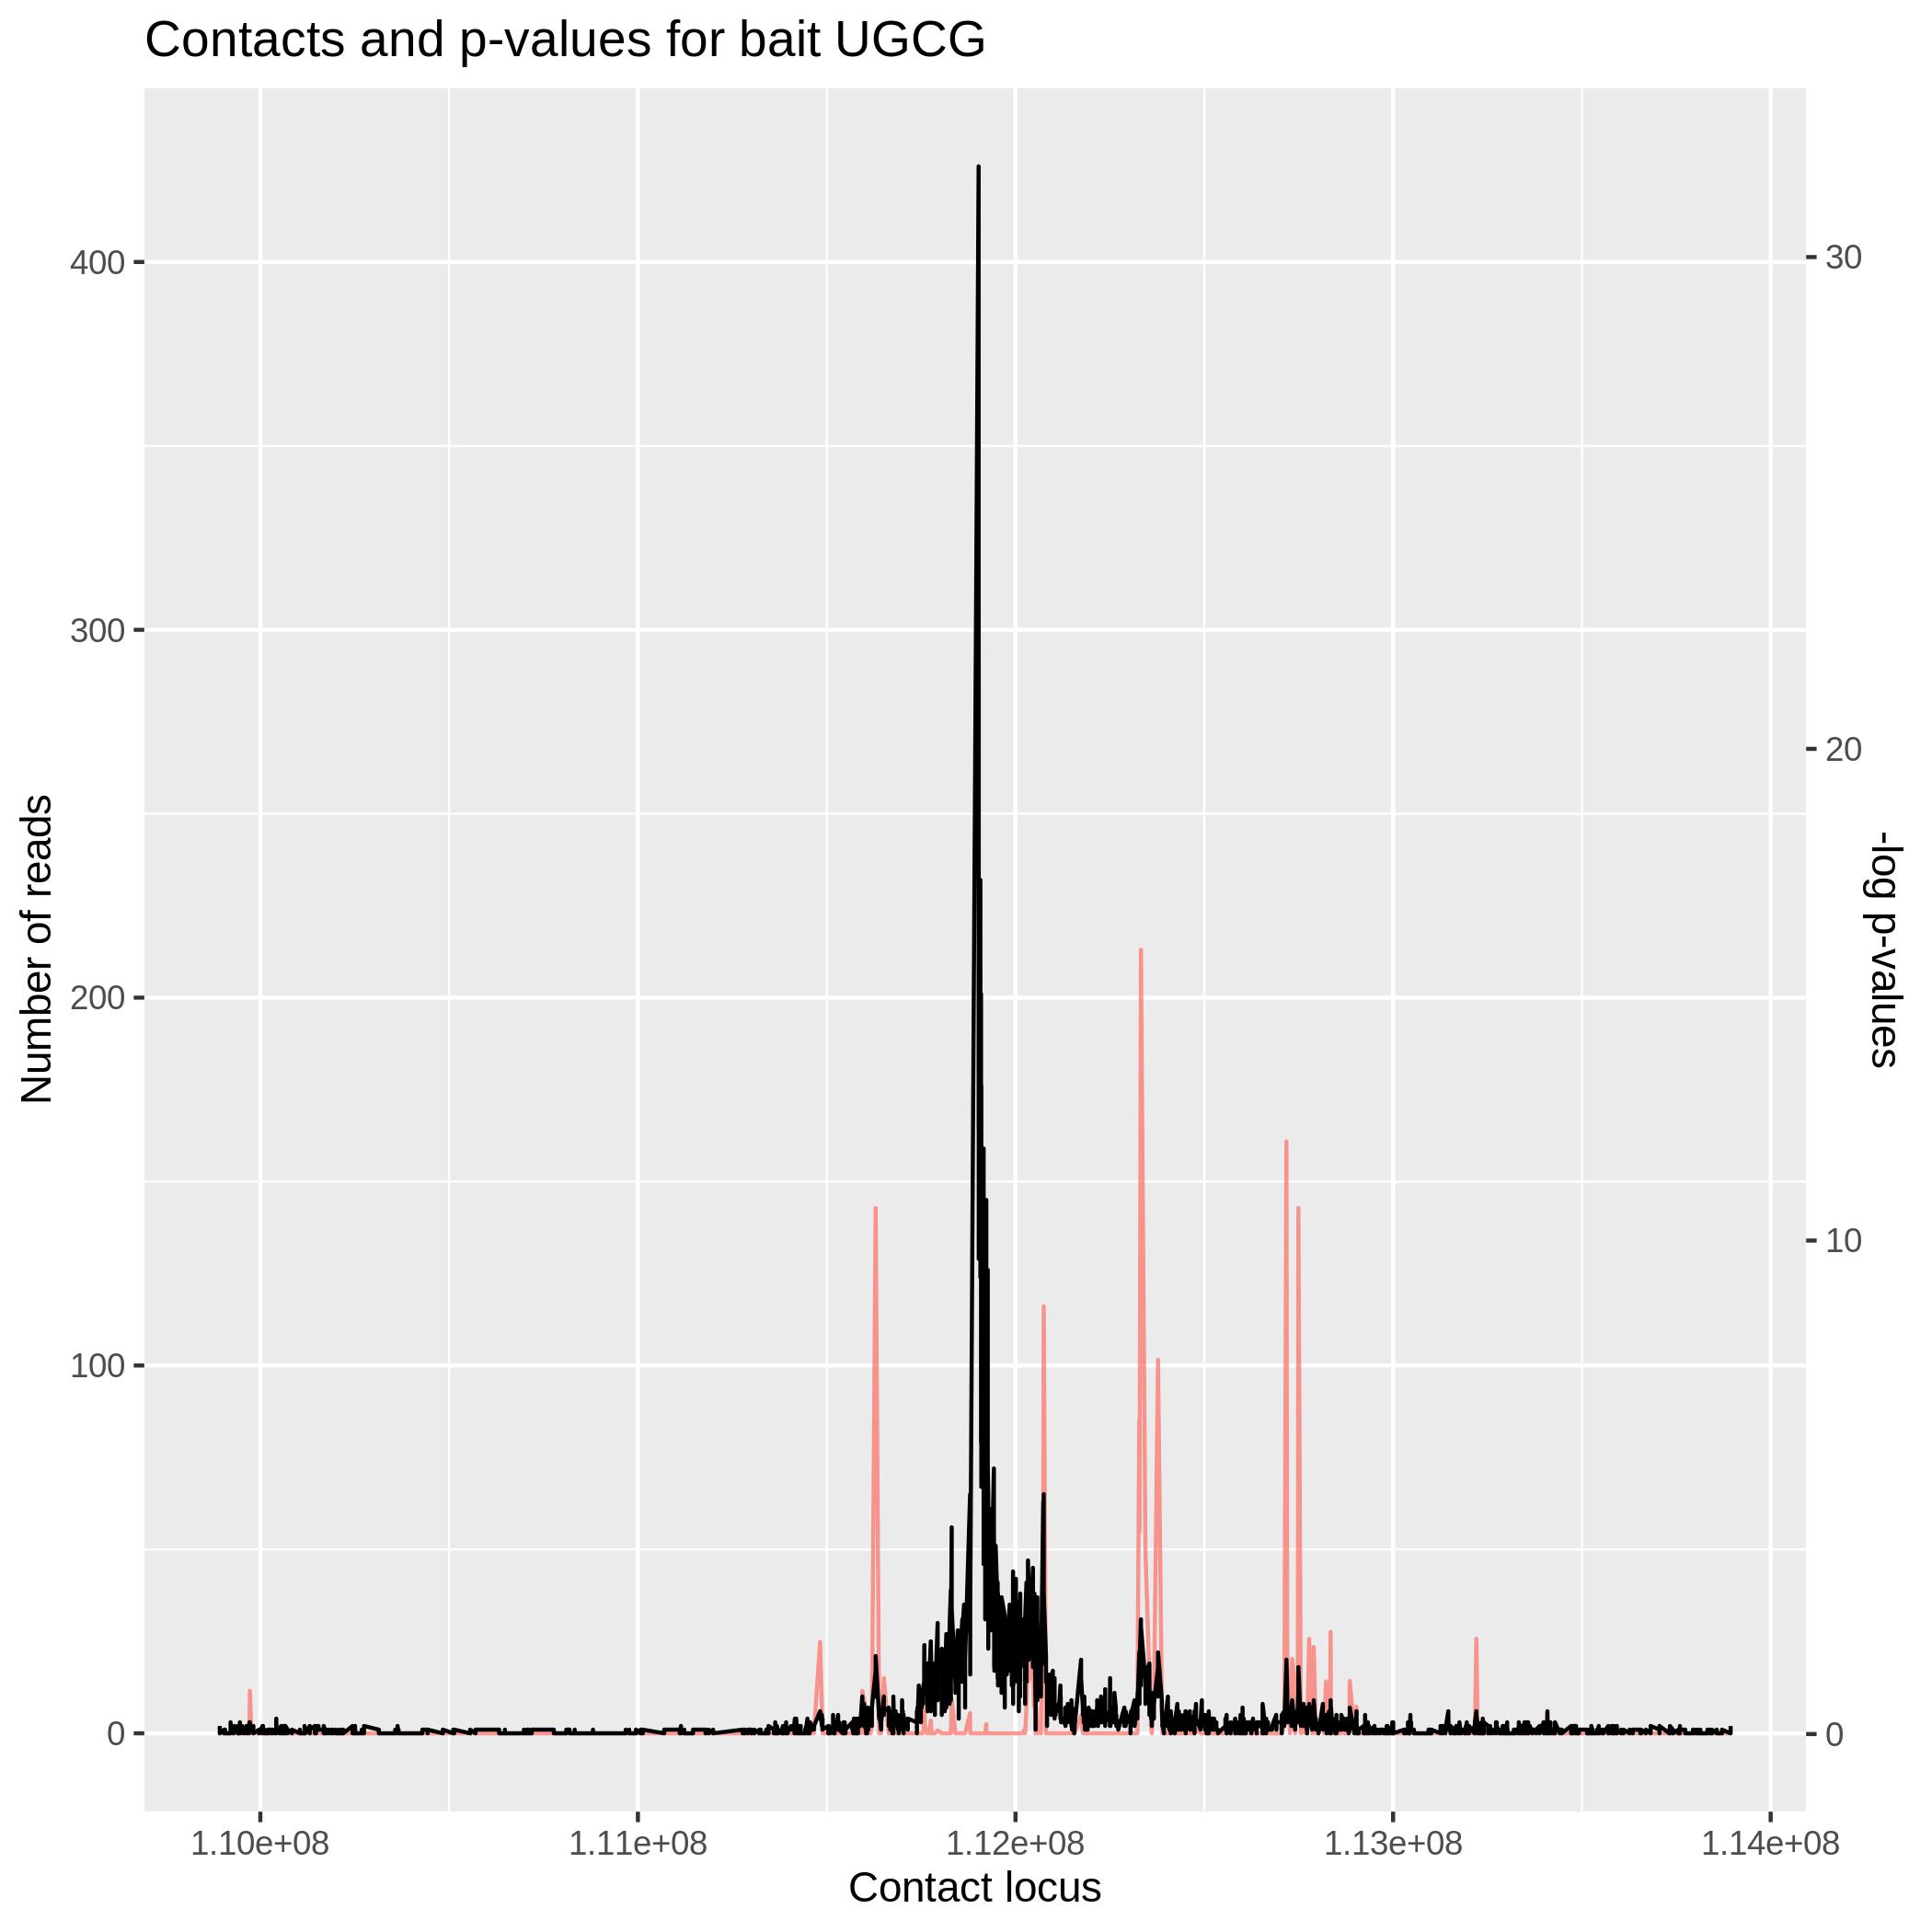 Contacts and p-values for bait UGCG
400
300
200
100
0
Number of reads
30
20
10
0
-log p-values
1.10e+08
1.11e+08
1.12e+08
1.13e+08
1.14e+08
Contact locus